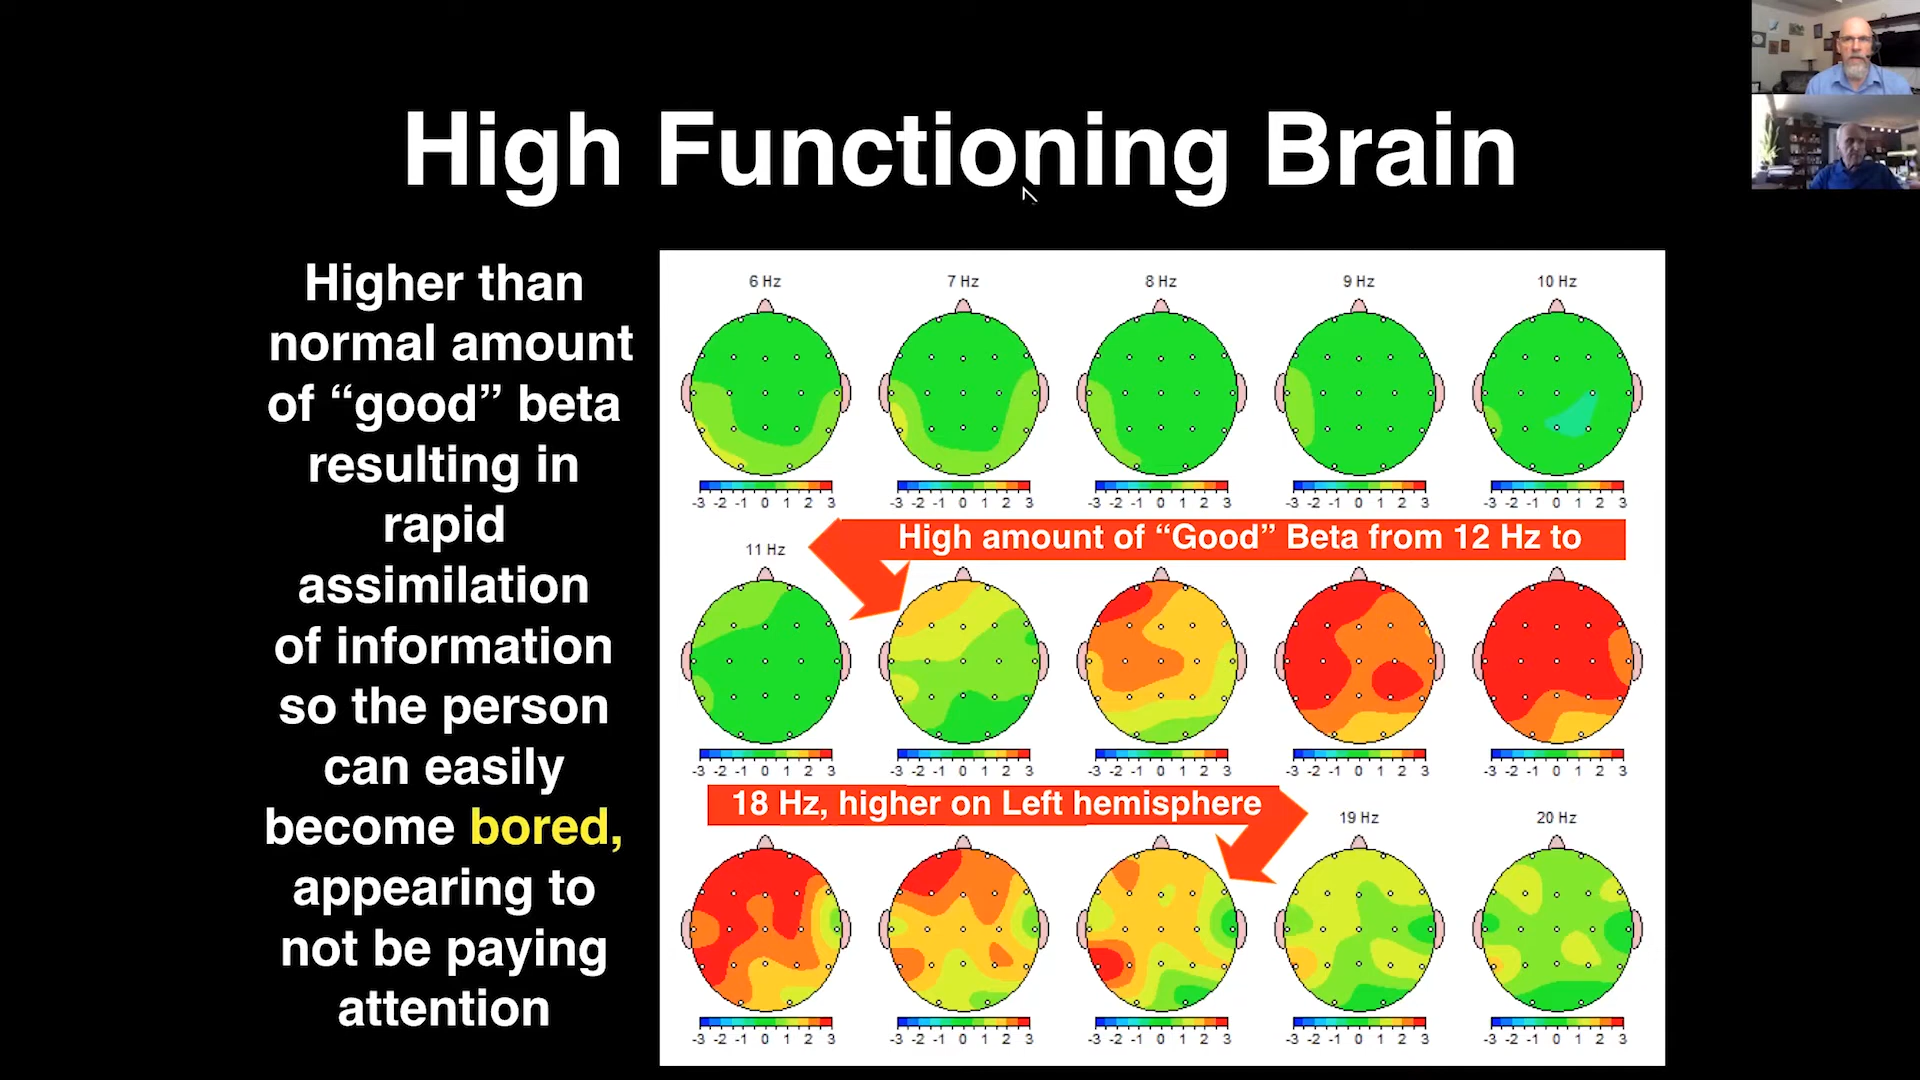 High Functioning Brain
Higher than
normal amount
of “good” beta
resulting in
rapid
assimilation
of information
so the person
can easily
become bored,
appearing to
not be paying
attention
6 Hz 7 Hz 8 Hz 9 Hz 10 Hz
-3 -2 -1 0 1 2 3 -3 -2 -1 0 1 2 3 -3 -2 -1 0 1 2 3 -3 -2 -1 0 1 2 3 -3 -2 -1 0 1 2 3
High amount of “Good” Beta from 12 Hz to
11 Hz
-3 -2 -1 0 1 2 3 -3 -2 -1 0 1 2 3 -3 -2 -1 0 1 2 3 -3 -2 -1 0 1 2 3 -3 -2 -1 0 1 2 3
18 Hz, higher on Left hemisphere
19 Hz 20 Hz
-3 -2 -1 0 1 2 3 -3 -2 -1 0 1 2 3 -3 -2 -1 0 1 2 3 -3 -2 -1 0 1 2 3 -3 -2 -1 0 1 2 3